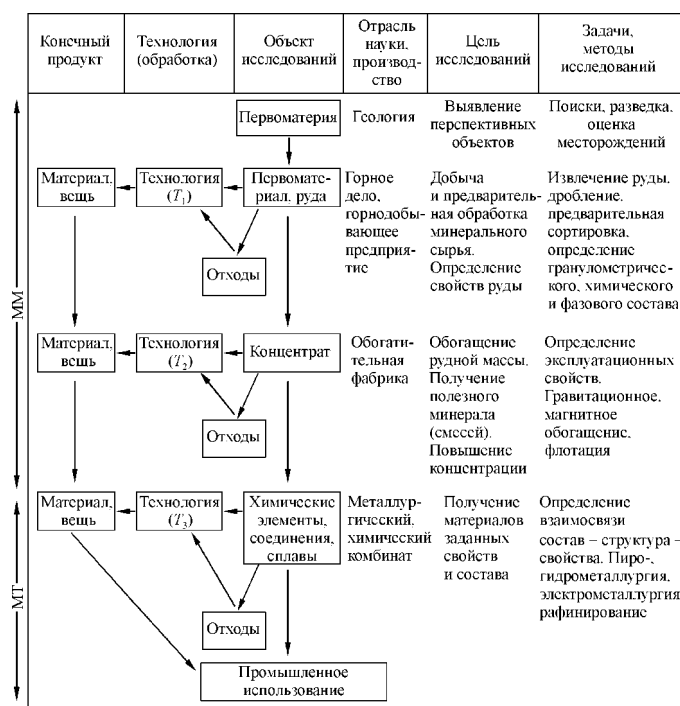 Конечный
продукт
Технология
(обработка)
Объект
исследований
Отрасль
науки,
производ-
ство
Цель
исследований
Задачи,
методы
исследований
ММ
Первоматерия
Геология
Выявление
перспективных
объектов
Поиски, разведка,
оценка
месторождений
Материал,
вещь
Технология
(T1)
Первомате-
риал, руда
Отходы
Горное
дело,
горнодобы-
вающее
предприя-
тие
Добыча
и предваритель-
ная обработка
минерального
сырья.
Определение
свойств руды
Извлечение руды,
дробление,
предварительная
сортировка,
определение
гранулометричес-
кого, химического
и фазового состава
Материал,
вещь
Технология
(T2)
Концентрат
Отходы
Обогати-
тельная
фабрика
Обогащение
рудной массы.
Получение
полезного
минерала
(смесей).
Повышение
концентрации
Определение
эксплуатационных
свойств.
Гравитационное,
магнитное
обогащение,
флотация
МТ
Материал,
вещь
Технология
(T3)
Химические
элементы,
соединения,
сплавы
Отходы
Металлур-
гический,
химический
комбинат
Получение
материалов
заданных
свойств
и состава
Определение
взаимосвязи
состав – структура –
свойства. Пиро-,
гидрометаллургия,
электрометаллургия,
рафинирование
Промышленное
использование